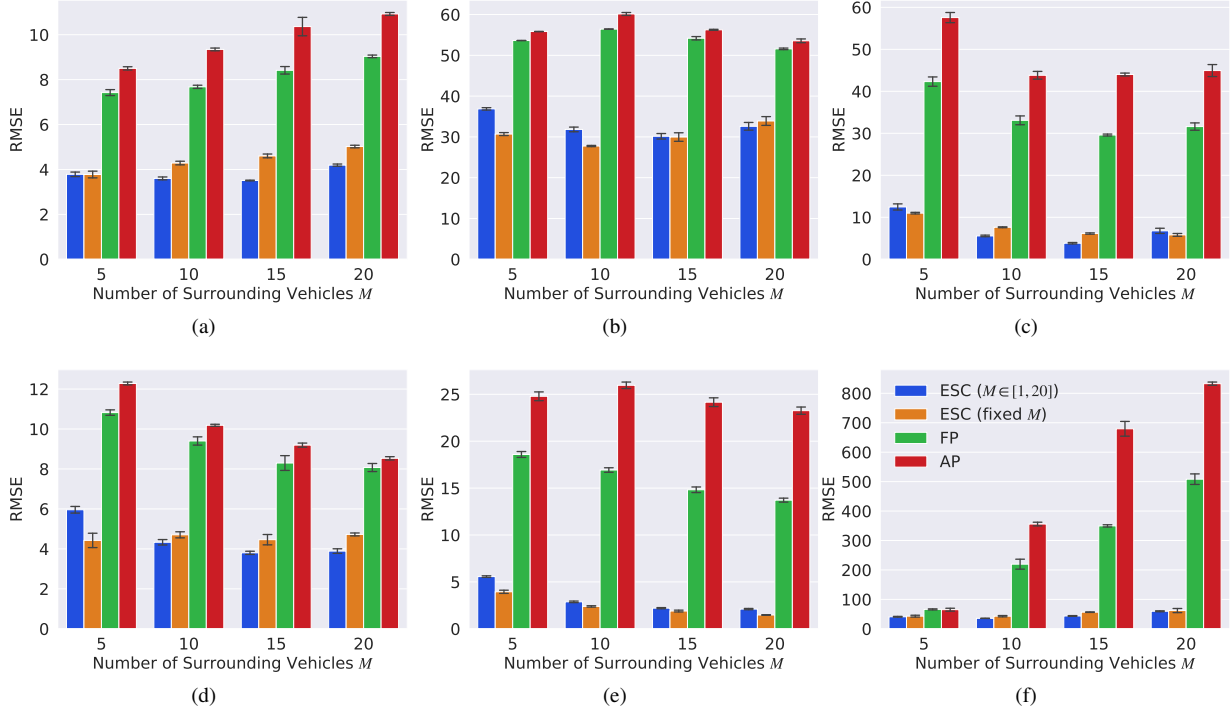 RMSE
10
8
6
4
2
0
5 10 15 20
Number of Surrounding Vehicles M
(a)
RMSE
60
50
40
30
20
10
0
5 10 15 20
Number of Surrounding Vehicles M
(b)
RMSE
60
50
40
30
20
10
0
5 10 15 20
Number of Surrounding Vehicles M
(c)
RMSE
12
10
8
6
4
2
0
5 10 15 20
Number of Surrounding Vehicles M
(d)
RMSE
25
20
15
10
5
0
5 10 15 20
Number of Surrounding Vehicles M
(e)
RMSE
800
700
600
500
400
300
200
100
0
ESC (M∈[1, 20])
ESC (fixed M)
FP
AP
5 10 15 20
Number of Surrounding Vehicles M
(f)